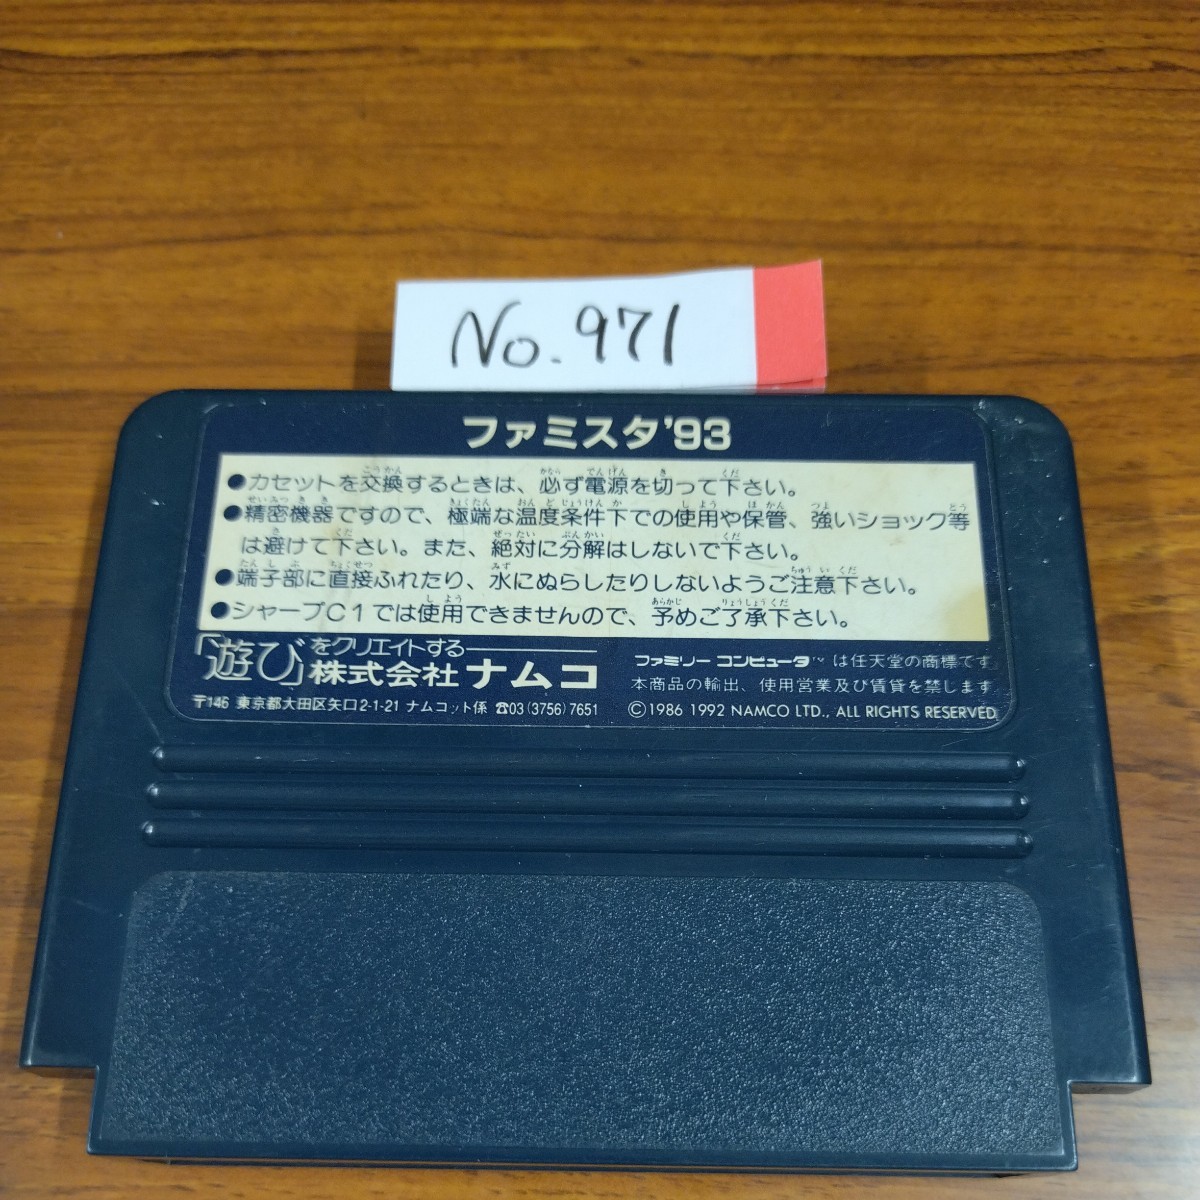 No. 971
ファミスタ'93
●カセットを交換するときは、必ず電源を切って下さい。
●精密機器ですので、極端な温度条件下での使用や保管、強いショック等
は避けて下さい。また、絶対に分解はしないで下さい。
●端子部に直接ふれたり、水にぬらしたりしないようご注意下さい。
●シャープC1では使用できませんので、予めご了承下さい。
「遊び」をクリエイトする
株式会社ナムコ
〒146 東京都大田区矢口2-1-21 ナムコット係 ☎03(3756)7651
ファミリーコンピュータ™は任天堂の商標です
本商品の輸出、使用営業及び賃貸を禁じます
©1986 1992 NAMCO LTD., ALL RIGHTS RESERVED